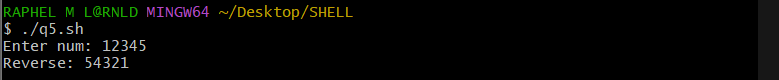 RAPHEL M L@RNLD MINGW64 ~/Desktop/SHELL
$ ./q5.sh
Enter num: 12345
Reverse: 54321